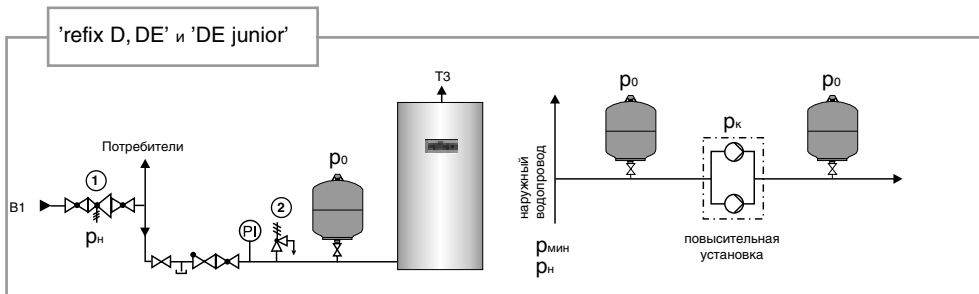 'refix D, DE' и 'DE junior'
Потребители
В1
1
pн
PI
2
p0
Т3
наружный
водопровод
pмин
pн
p0
pк
p0
повысительная
установка